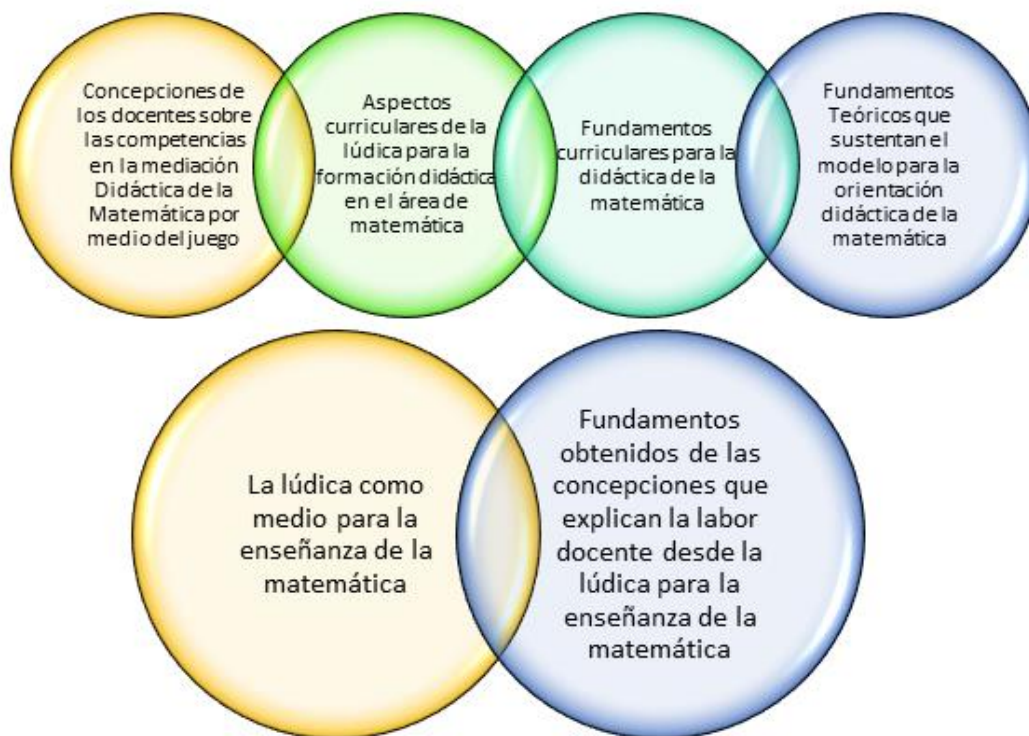 Concepciones de
los docentes sobre
las competencias
en la mediación
Didáctica de la
Matemática por
medio del juego
Aspectos
curriculares de la
lúdica para la
formación didáctica
en el área de
matemática
Fundamentos
curriculares para la
didáctica de la
matemática
Fundamentos
Teóricos que
sustentan el
modelo para la
orientación
didáctica de la
matemática
La lúdica como
medio para la
enseñanza de la
matemática
Fundamentos
obtenidos de las
concepciones que
explican la labor
docente desde la
lúdica para la
enseñanza de la
matemática